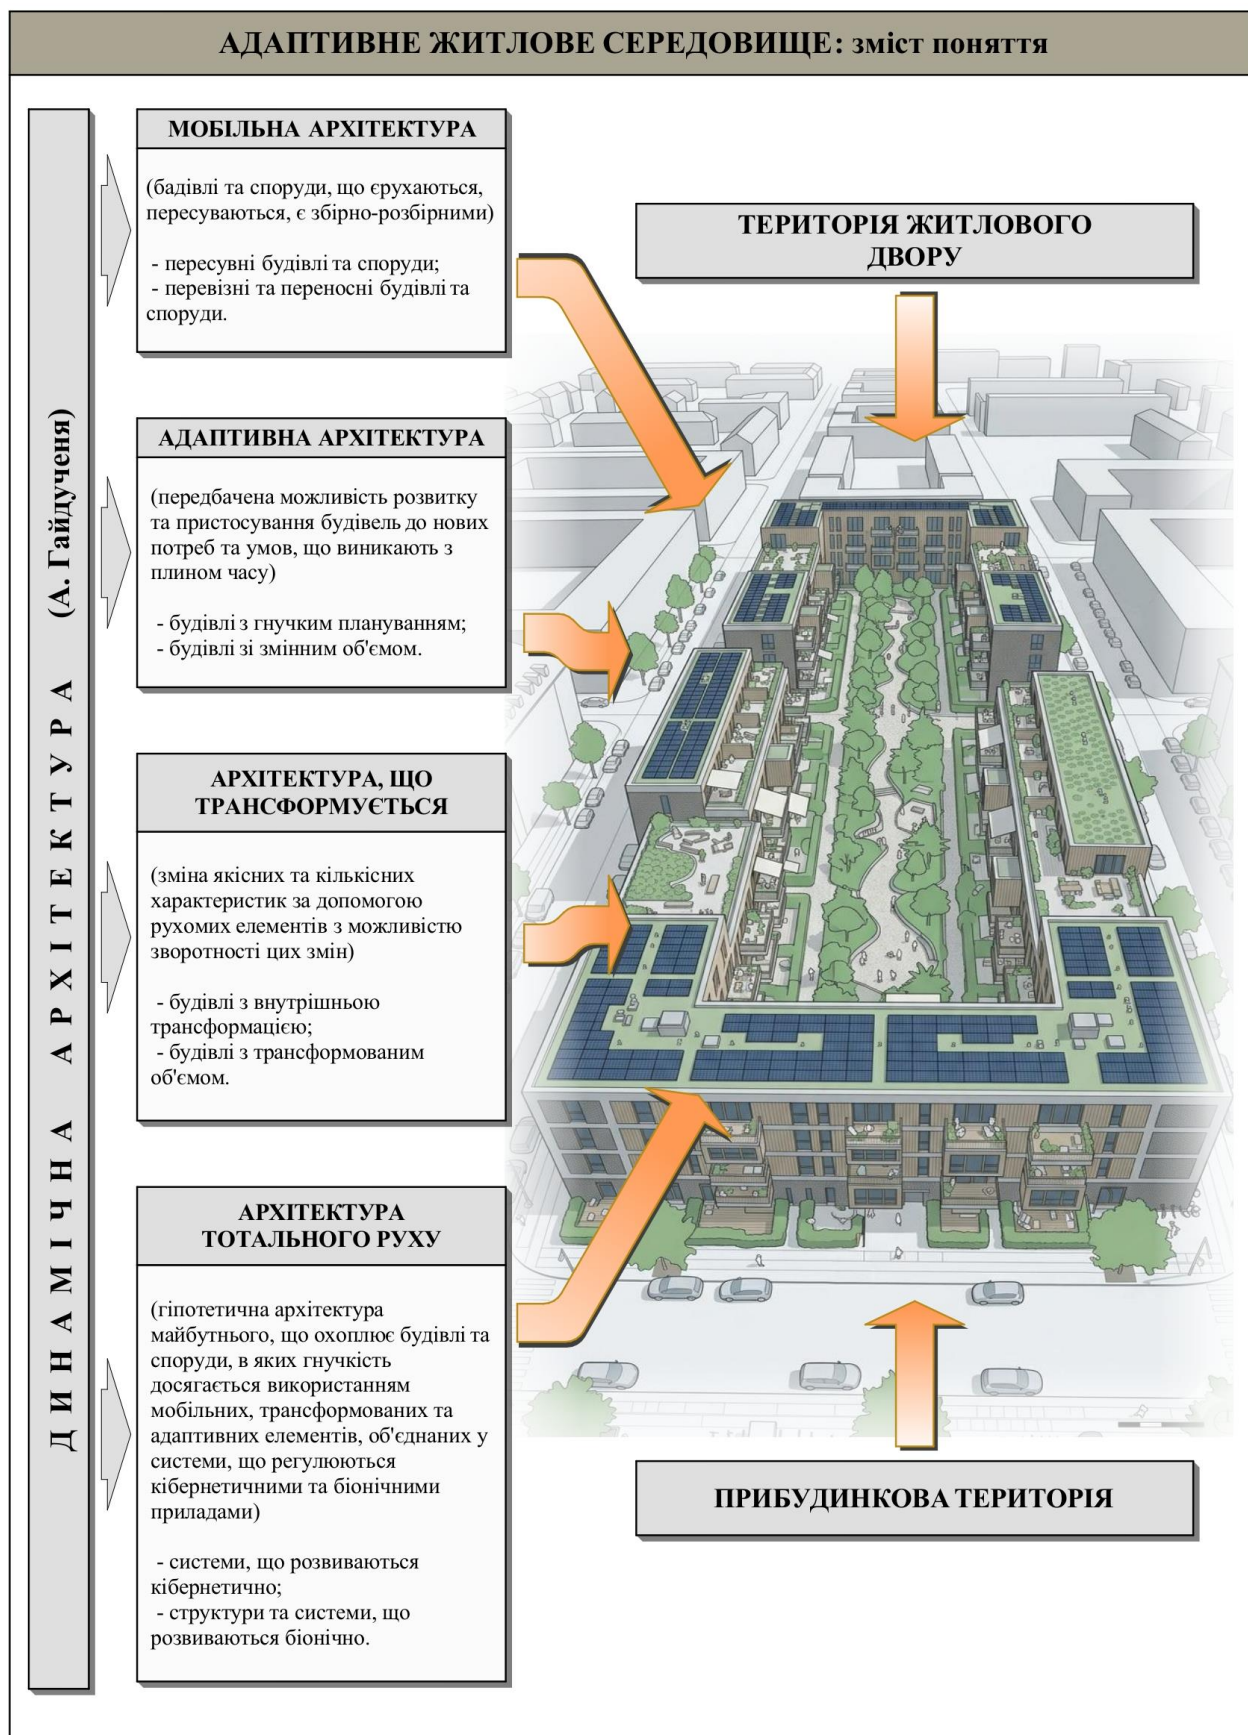 АДАПТИВНЕ ЖИТЛОВЕ СЕРЕДОВИЩЕ: зміст поняття
ДИНАМІЧНА АРХІТЕКТУРА (А. Гайдученя)
МОБІЛЬНА АРХІТЕКТУРА
(бадівлі та споруди, що єрухаються,
пересуваються, є збірно-розбірними)
- пересувні будівлі та споруди;
- перевізні та переносні будівлі та
споруди.
АДАПТИВНА АРХІТЕКТУРА
(передбачена можливість розвитку
та пристосування будівель до нових
потреб та умов, що виникають з
плином часу)
- будівлі з гнучким плануванням;
- будівлі зі змінним об'ємом.
АРХІТЕКТУРА, ЩО
ТРАНСФОРМУЄТЬСЯ
(зміна якісних та кількісних
характеристик за допомогою
рухомих елементів з можливістю
зворотності цих змін)
- будівлі з внутрішньою
трансформацією;
- будівлі з трансформованим
об'ємом.
АРХІТЕКТУРА
ТОТАЛЬНОГО РУХУ
(гіпотетична архітектура
майбутнього, що охоплює будівлі та
споруди, в яких гнучкість
досягається використанням
мобільних, трансформованих та
адаптивних елементів, об'єднаних у
системи, що регулюються
кібернетичними та біонічними
приладами)
- системи, що розвиваються
кібернетично;
- структури та системи, що
розвиваються біонічно.
ТЕРИТОРІЯ ЖИТЛОВОГО
ДВОРУ
ПРИБУДИНКОВА ТЕРИТОРІЯ